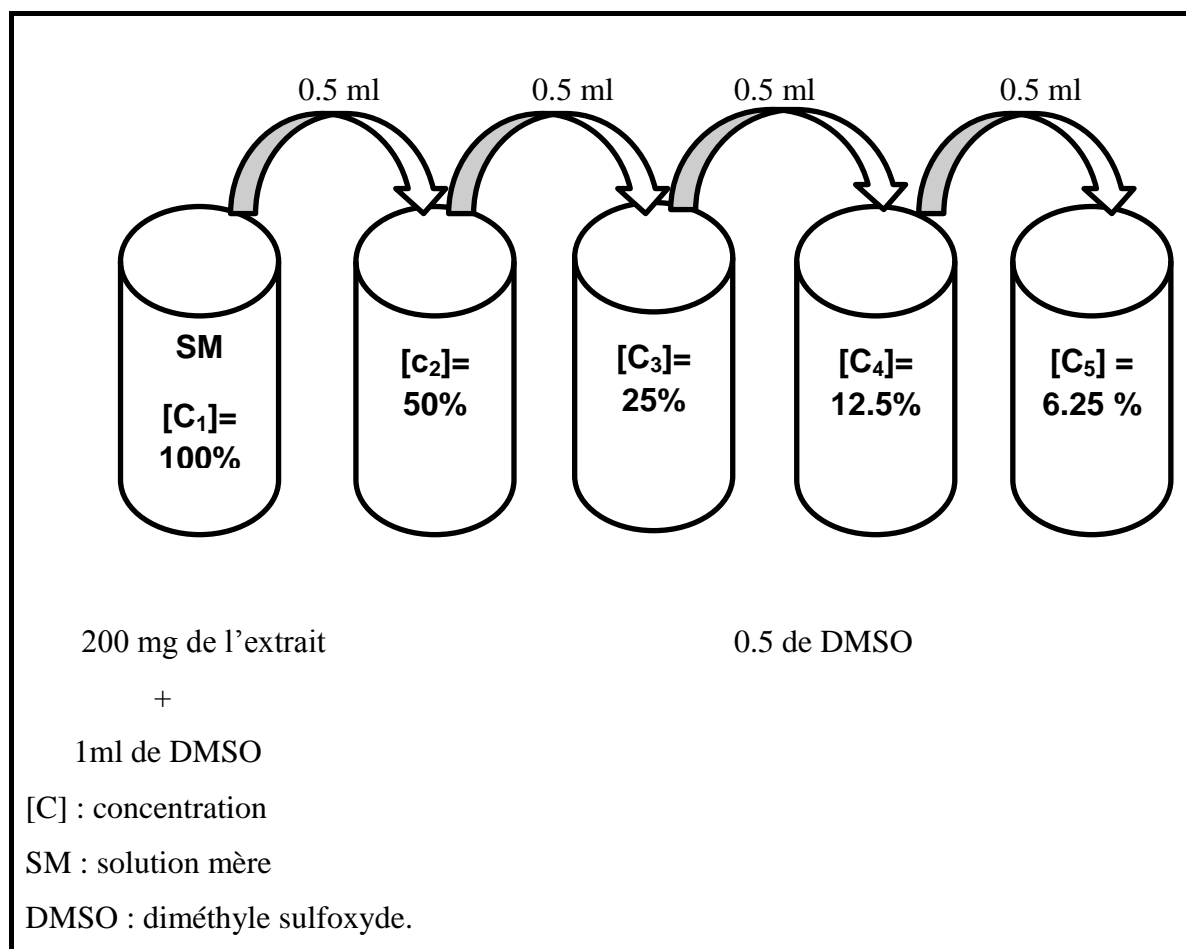 0.5 ml 0.5 ml 0.5 ml 0.5 ml
SM
[C₁]=
100%
[c₂]=
50%
[C₃]=
25%
[C₄]=
12.5%
[C₅] =
6.25 %
200 mg de l’extrait 0.5 de DMSO
+
1ml de DMSO
[C] : concentration
SM : solution mère
DMSO : diméthyle sulfoxyde.